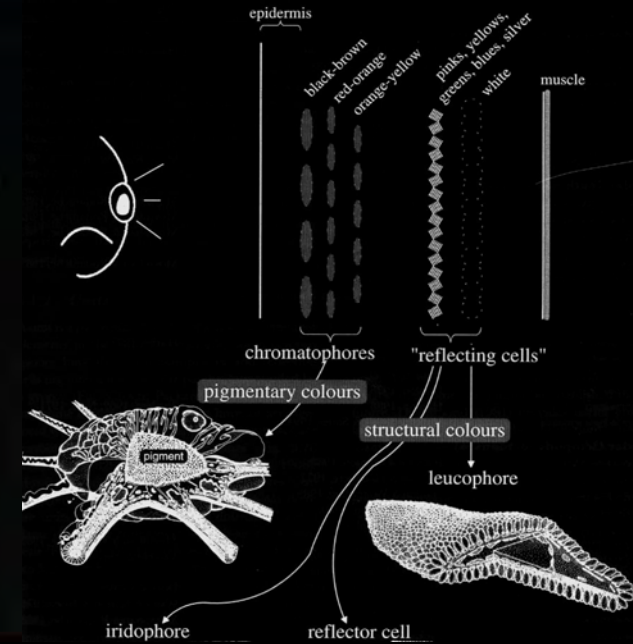 epidermis
black-brown
red-orange
orange-yellow
pinks, yellows,
greens, blues, silver
white
muscle
chromatophores
"reflecting cells"
pigmentary colours
structural colours
pigment
leucophore
iridophore
reflector cell